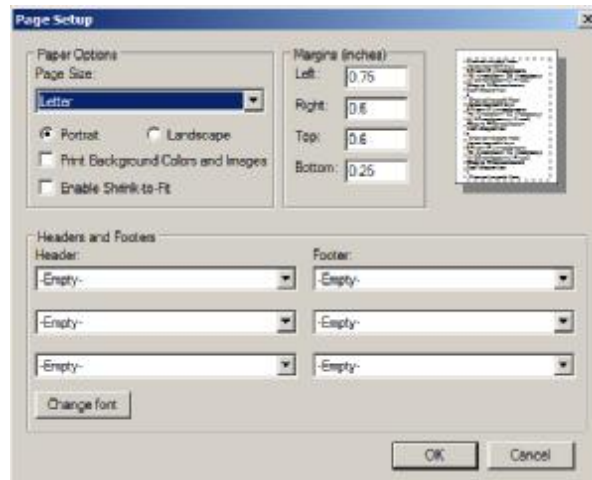 Page Setup
Paper Options
Page Size:
Letter
Portrait
Landscape
Print Background Colors and Images
Enable Shrink-to-Fit
Margins (inches)
Left: 0.75
Right: 0.6
Top: 0.6
Bottom: 0.25
Headers and Footers
Header:
Footer:
-Empty-
-Empty-
-Empty-
-Empty-
-Empty-
-Empty-
Change font
OK
Cancel